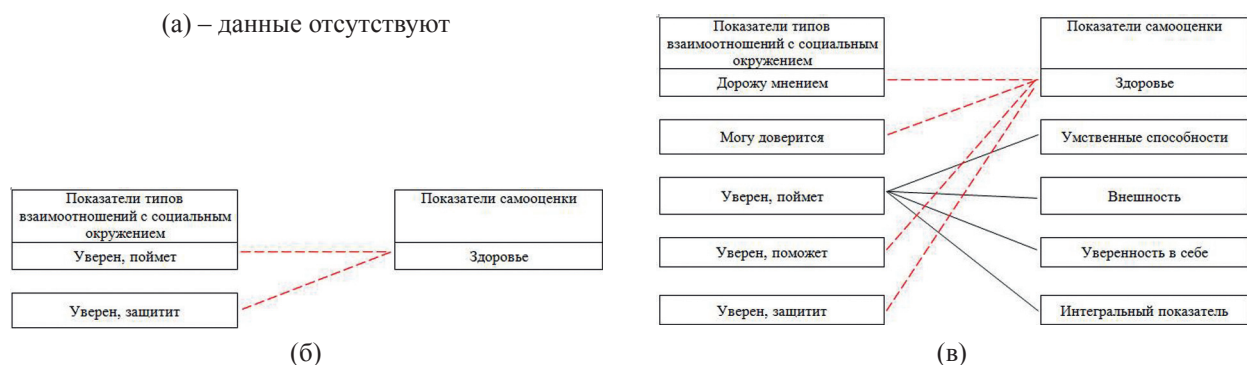 (а) – данные отсутствуют
Показатели типов
взаимоотношений с социальным
окружением
Показатели самооценки
Уверен, поймет
Здоровье
Уверен, защитит
(б)
Показатели типов
взаимоотношений с социальным
окружением
Показатели самооценки
Дорожу мнением
Здоровье
Могу доверится
Умственные способности
Уверен, поймет
Внешность
Уверен, поможет
Уверенность в себе
Уверен, защитит
Интегральный показатель
(в)